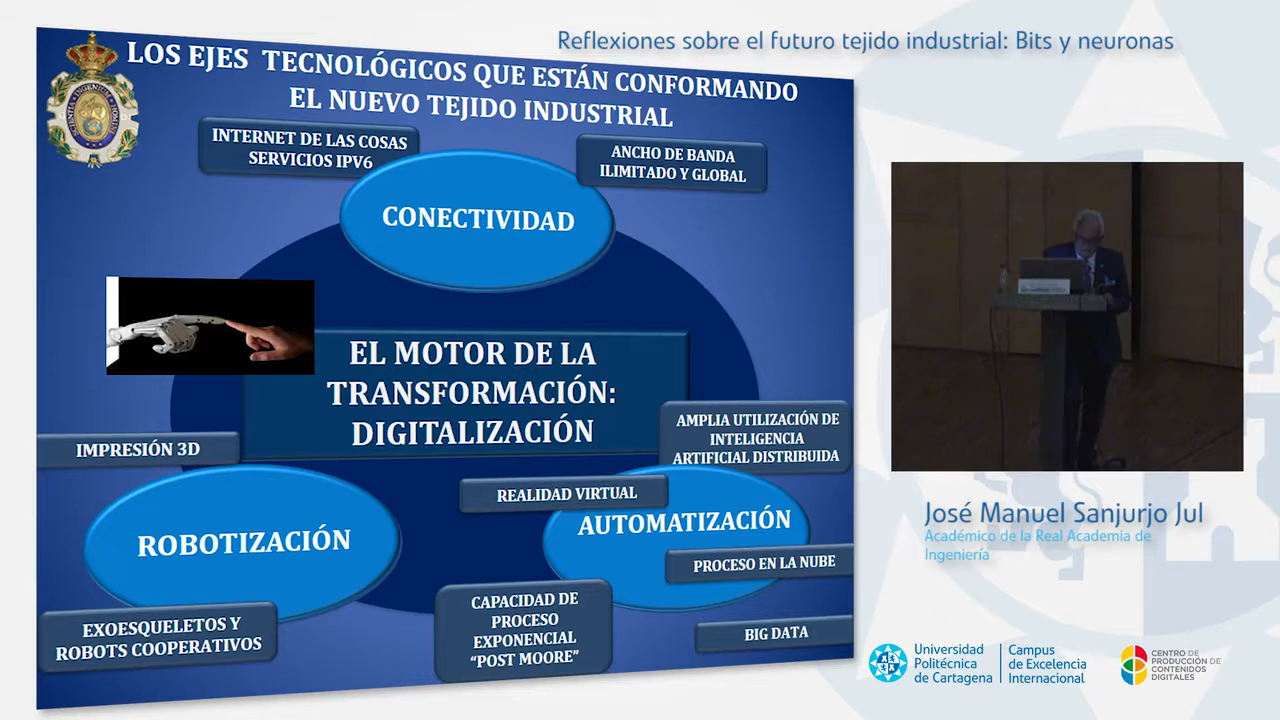 Reflexiones sobre el futuro tejido industrial: Bits y neuronas
LOS EJES TECNOLÓGICOS QUE ESTÁN CONFORMANDO
EL NUEVO TEJIDO INDUSTRIAL
INTERNET DE LAS COSAS
SERVICIOS IPV6
ANCHO DE BANDA
ILIMITADO Y GLOBAL
CONECTIVIDAD
EL MOTOR DE LA
TRANSFORMACIÓN:
DIGITALIZACIÓN
IMPRESIÓN 3D
AMPLIA UTILIZACIÓN DE
INTELIGENCIA
ARTIFICIAL DISTRIBUIDA
REALIDAD VIRTUAL
ROBOTIZACIÓN
AUTOMATIZACIÓN
PROCESO EN LA NUBE
EXOESQUELETOS Y
ROBOTS COOPERATIVOS
CAPACIDAD DE
PROCESO
EXPONENCIAL
“POST MOORE”
BIG DATA
José Manuel Sanjurjo Jul
Académico de la Real Academia de
Ingeniería
Universidad
Politécnica
de Cartagena
Campus
de Excelencia
Internacional
CENTRO DE
PRODUCCIÓN DE
CONTENIDOS
DIGITALES